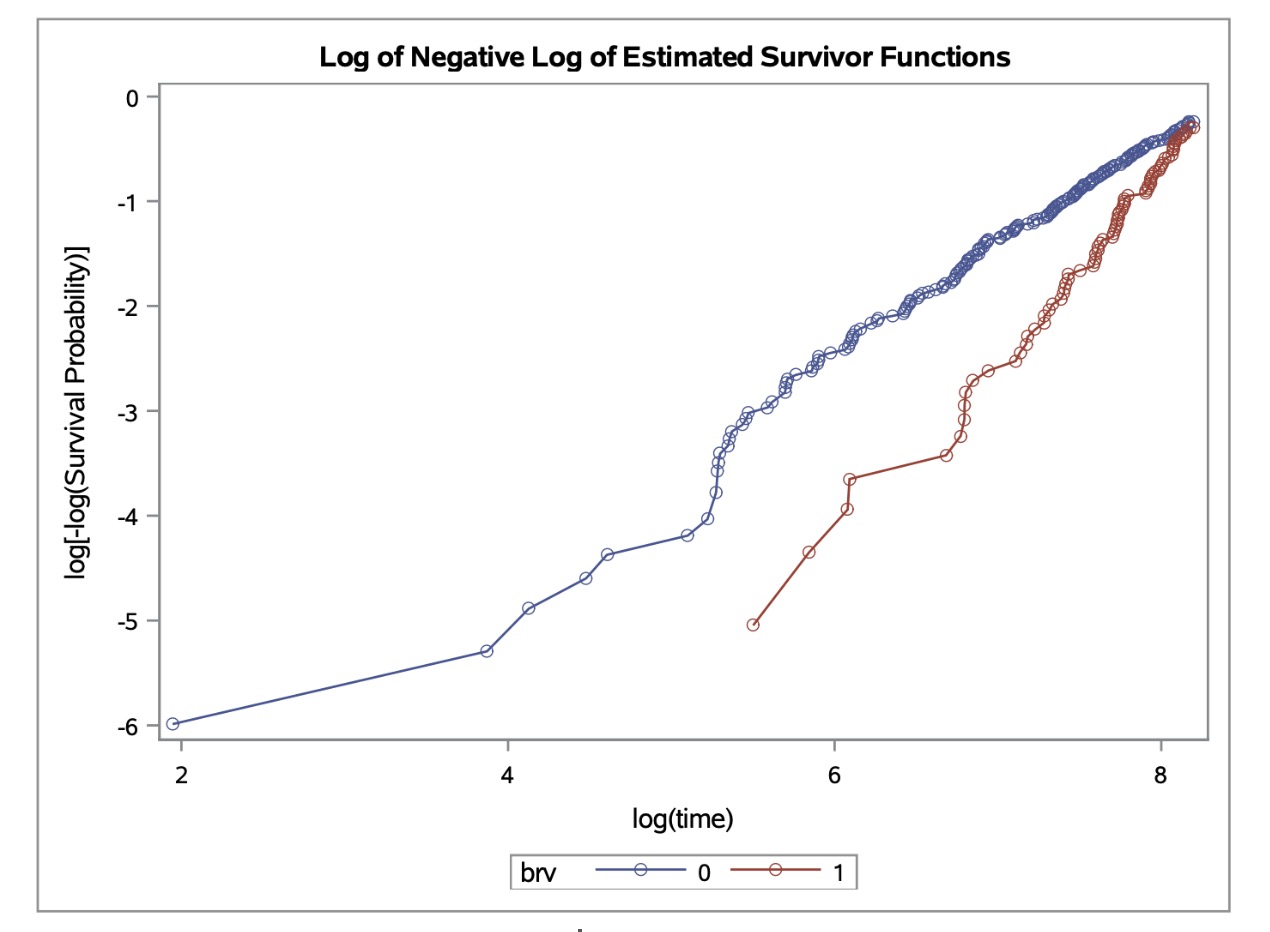 Log of Negative Log of Estimated Survivor Functions
0
-1
-2
-3
-4
-5
-6
log[-log(Survival Probability)]
2 4 6 8
log(time)
brv 0 1